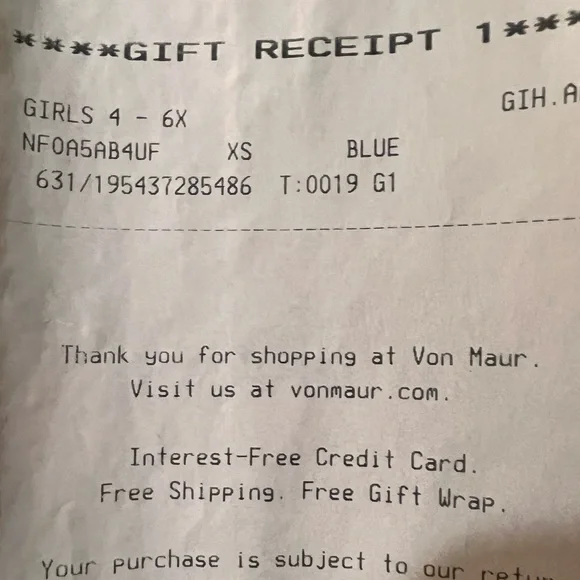 ****GIFT RECEIPT 1***
GIRLS 4 - 6X GIH.A
NF0A5AB4UF XS BLUE
631/195437285486 T:0019 G1
Thank you for shopping at Von Maur.
Visit us at vonmaur.com.
Interest-Free Credit Card.
Free Shipping. Free Gift Wrap.
Your purchase is subject to our retu